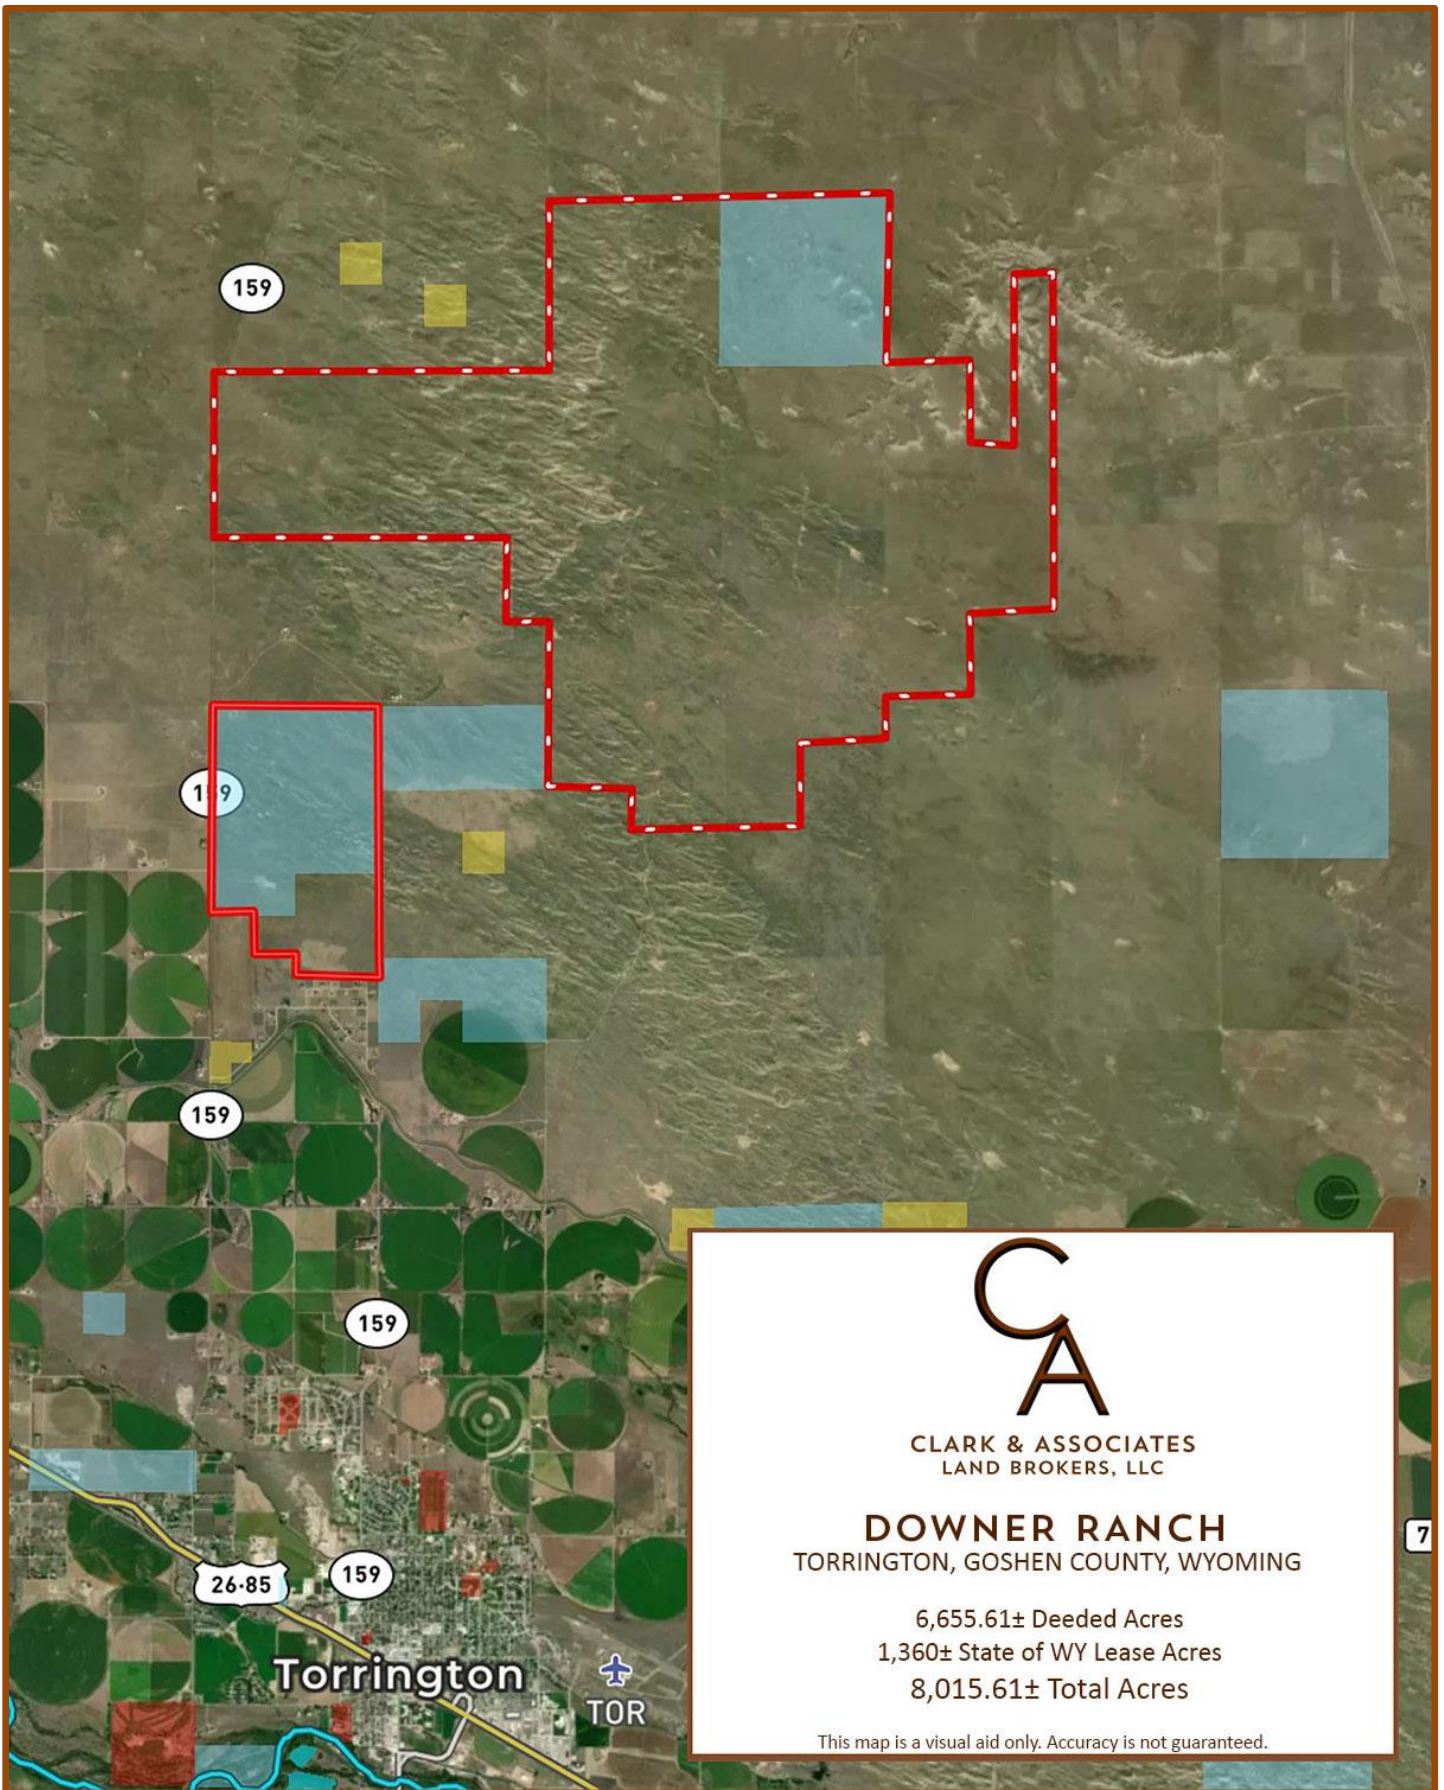 159
159
159
159
26·85
159
Torrington
TOR
7
CA
CLARK & ASSOCIATES
LAND BROKERS, LLC
DOWNER RANCH
TORRINGTON, GOSHEN COUNTY, WYOMING
6,655.61± Deeded Acres
1,360± State of WY Lease Acres
8,015.61± Total Acres
This map is a visual aid only. Accuracy is not guaranteed.